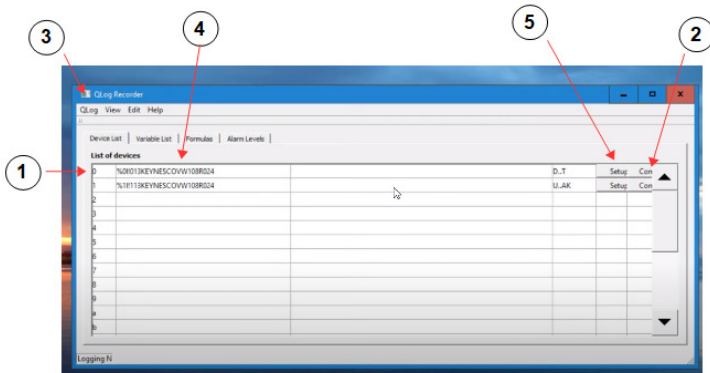 3
4
5
2
1
QLog Recorder
QLog View Edit Help
Device List Variable List Formulas Alarm Levels
List of devices
0 %0!!013KEYNESCOVW108R024 D..T Setup Con
1 %1!!113KEYNESCOVW108R024 U..AK Setup Con
2
3
4
5
6
7
8
9
a
b
Logging N